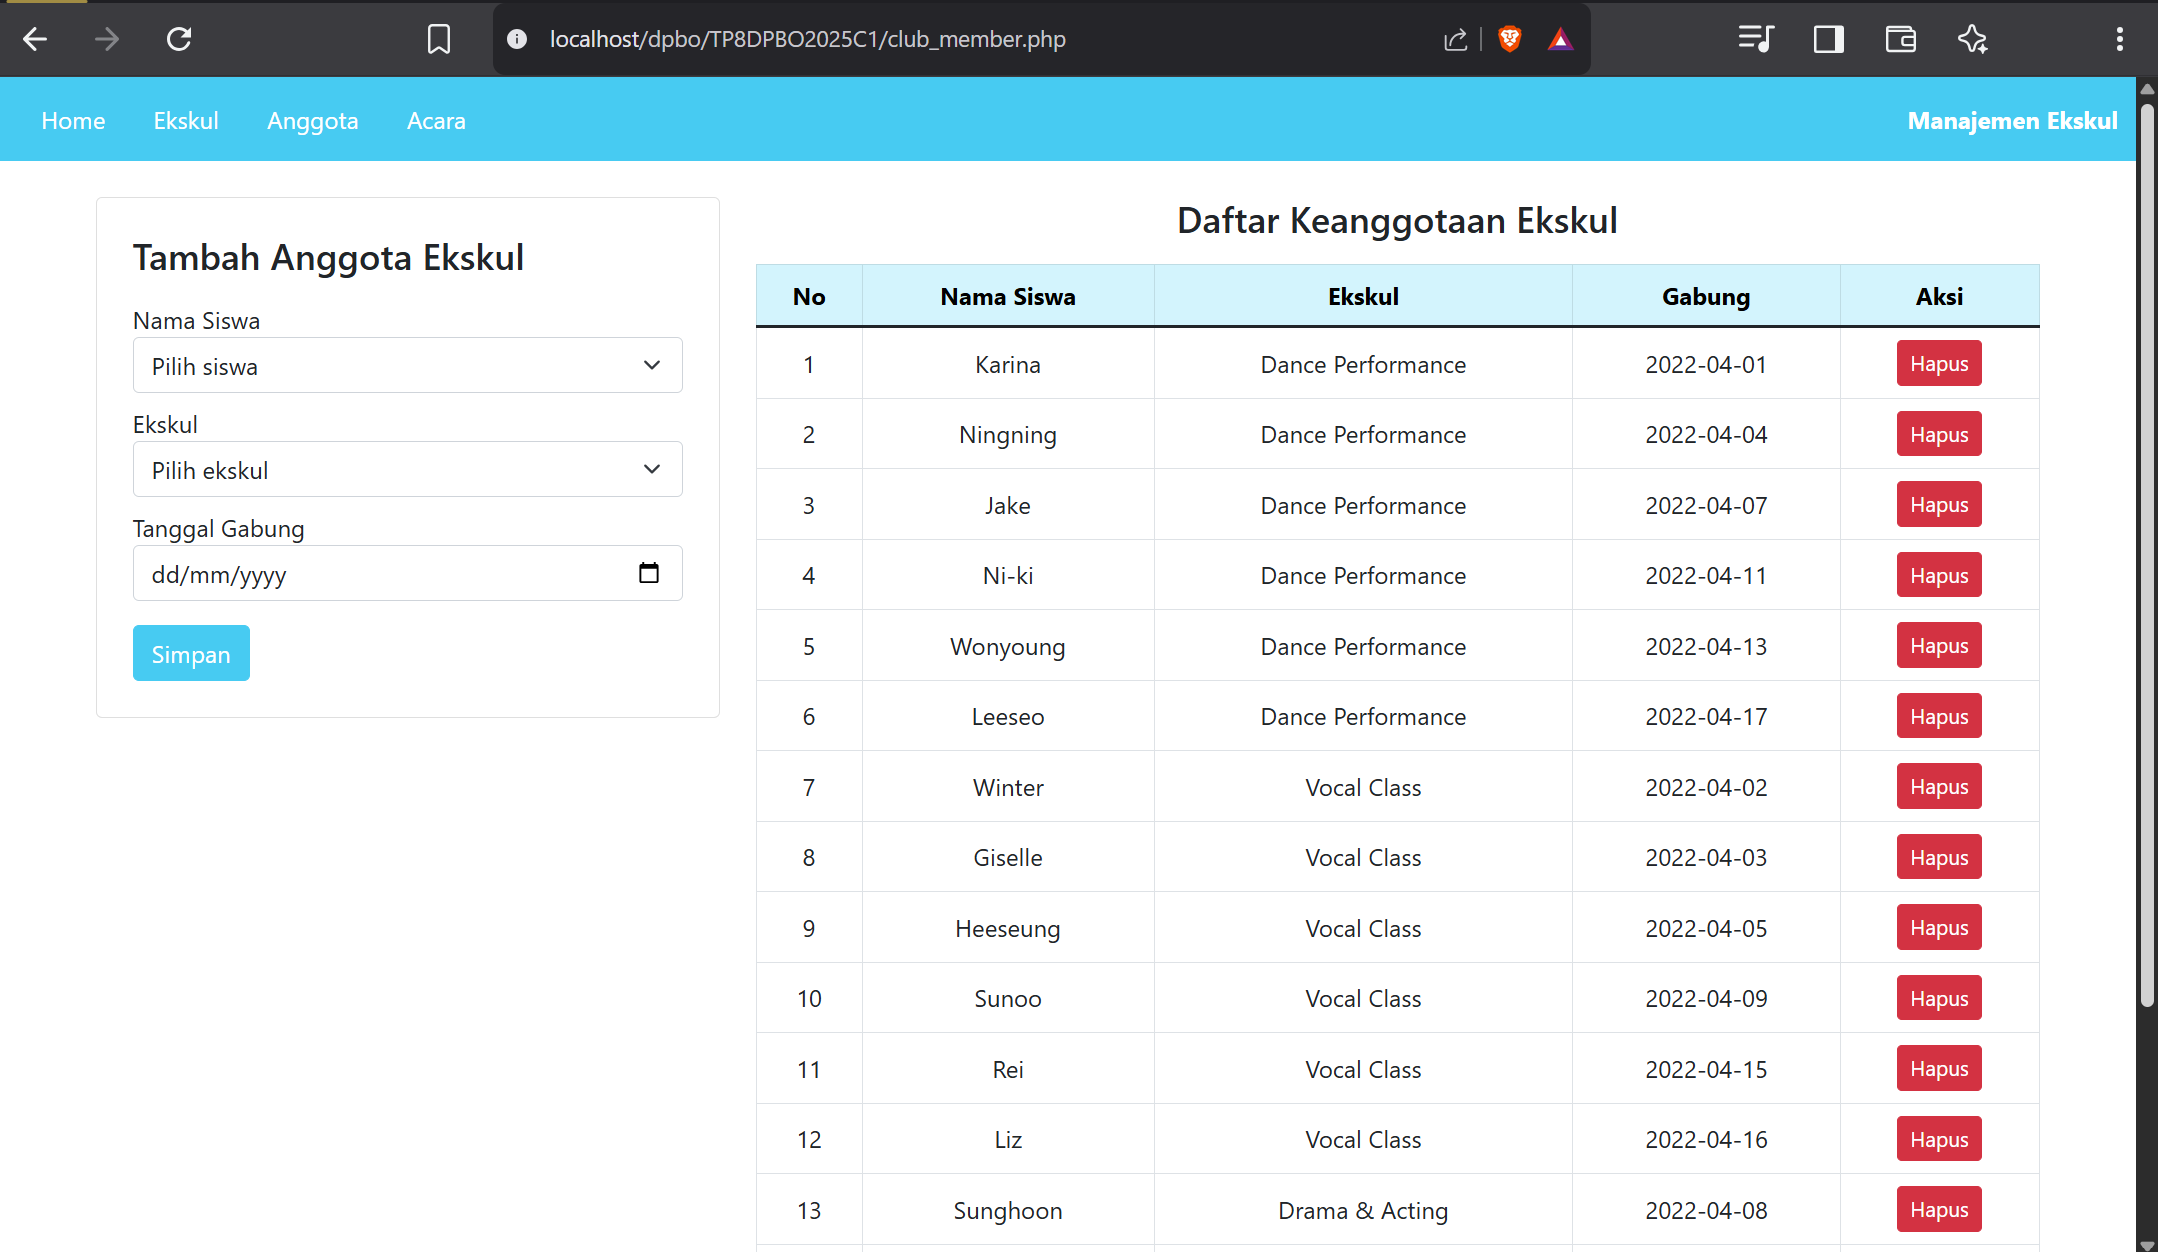 localhost/dpbo/TP8DPBO2025C1/club_member.php
Home Ekskul Anggota Acara Manajemen Ekskul
Tambah Anggota Ekskul
Nama Siswa
Pilih siswa
Ekskul
Pilih ekskul
Tanggal Gabung
dd/mm/yyyy
Simpan
Daftar Keanggotaan Ekskul
No Nama Siswa Ekskul Gabung Aksi
1 Karina Dance Performance 2022-04-01 Hapus
2 Ningning Dance Performance 2022-04-04 Hapus
3 Jake Dance Performance 2022-04-07 Hapus
4 Ni-ki Dance Performance 2022-04-11 Hapus
5 Wonyoung Dance Performance 2022-04-13 Hapus
6 Leeseo Dance Performance 2022-04-17 Hapus
7 Winter Vocal Class 2022-04-02 Hapus
8 Giselle Vocal Class 2022-04-03 Hapus
9 Heeseung Vocal Class 2022-04-05 Hapus
10 Sunoo Vocal Class 2022-04-09 Hapus
11 Rei Vocal Class 2022-04-15 Hapus
12 Liz Vocal Class 2022-04-16 Hapus
13 Sunghoon Drama & Acting 2022-04-08 Hapus